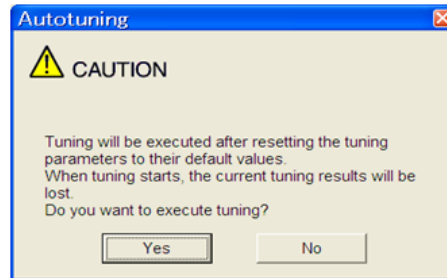 Autotuning
CAUTION
Tuning will be executed after resetting the tuning
parameters to their default values.
When tuning starts, the current tuning results will be
lost.
Do you want to execute tuning?
Yes No